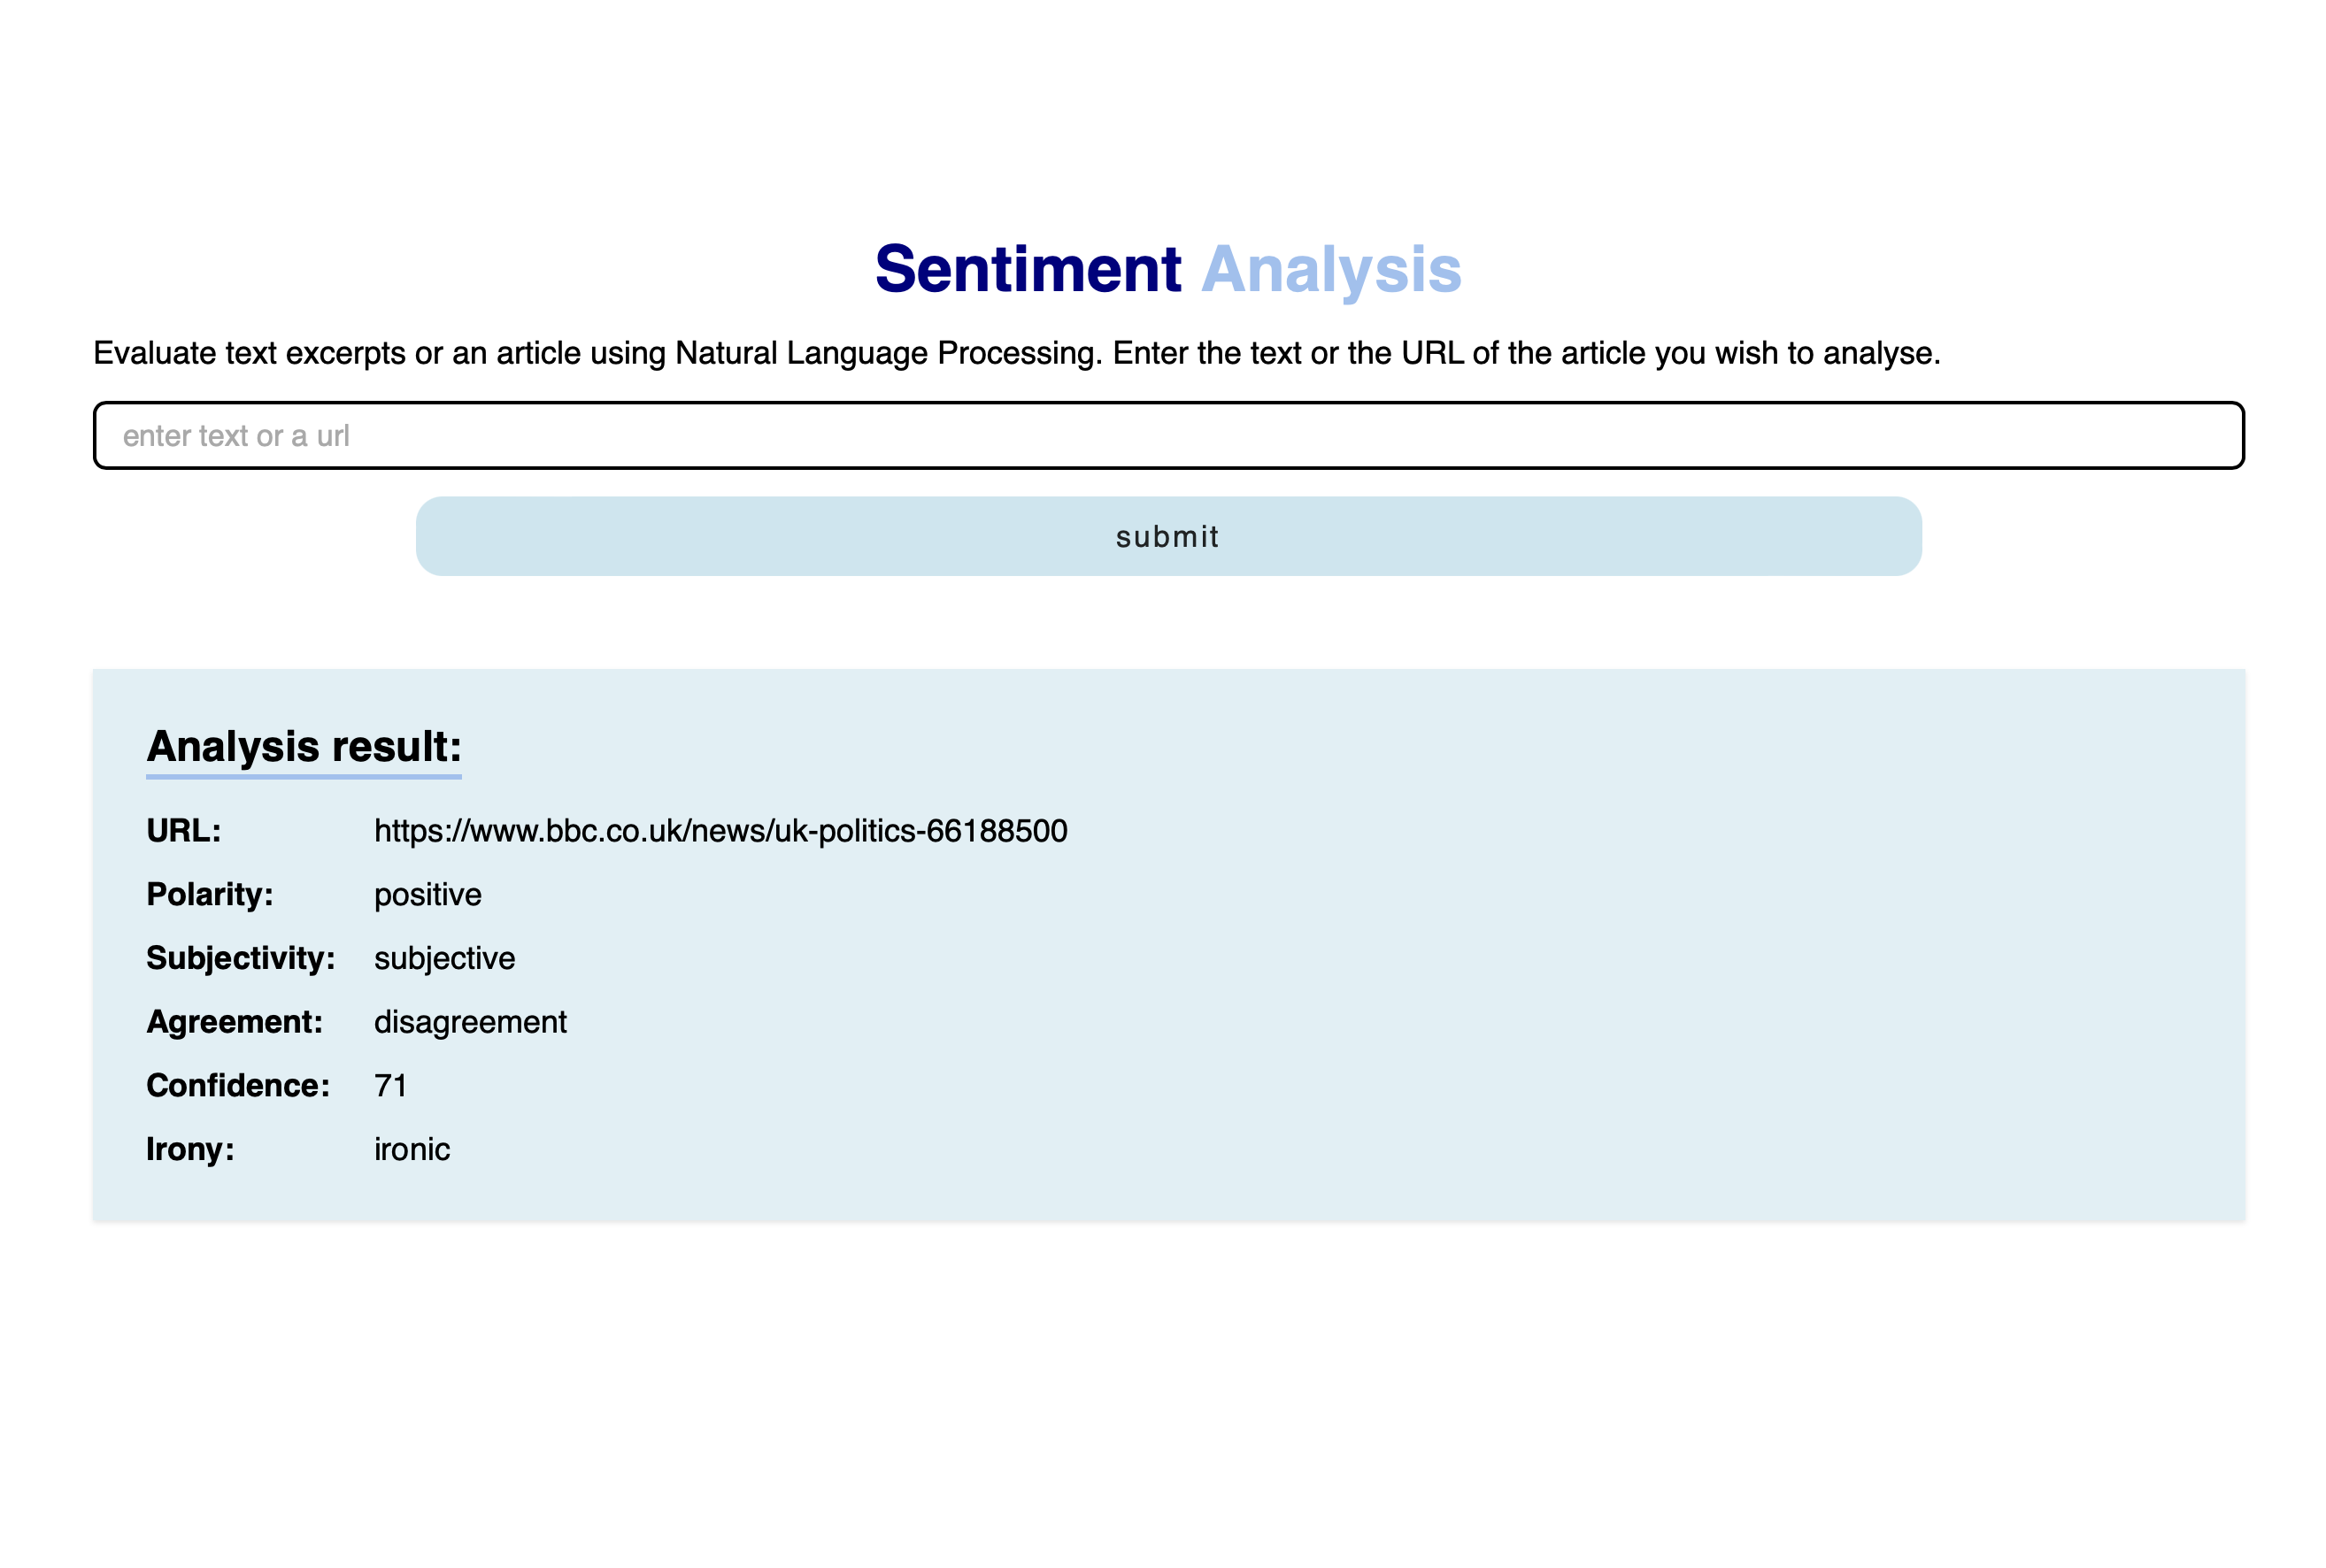 Sentiment Analysis
Evaluate text excerpts or an article using Natural Language Processing. Enter the text or the URL of the article you wish to analyse.
enter text or a url
submit
Analysis result:
URL: https://www.bbc.co.uk/news/uk-politics-66188500
Polarity: positive
Subjectivity: subjective
Agreement: disagreement
Confidence: 71
Irony: ironic